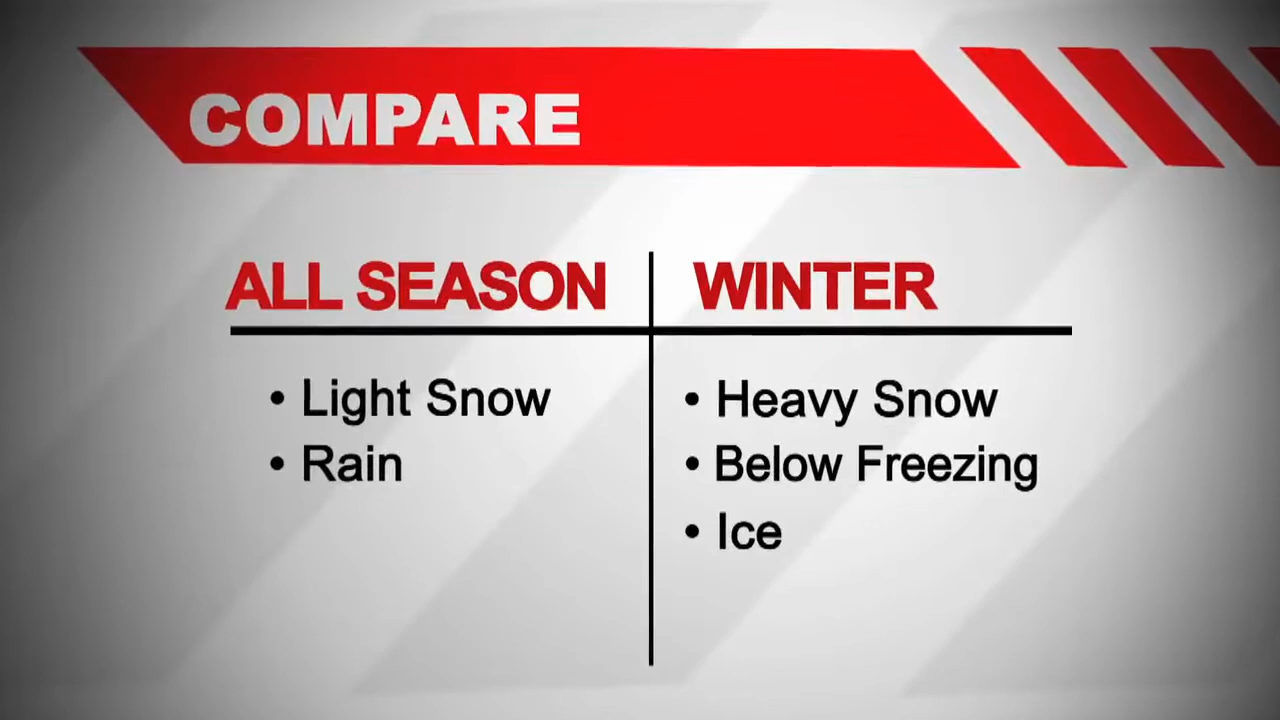 COMPARE
ALL SEASON
WINTER
• Light Snow
• Rain
• Heavy Snow
• Below Freezing
• Ice